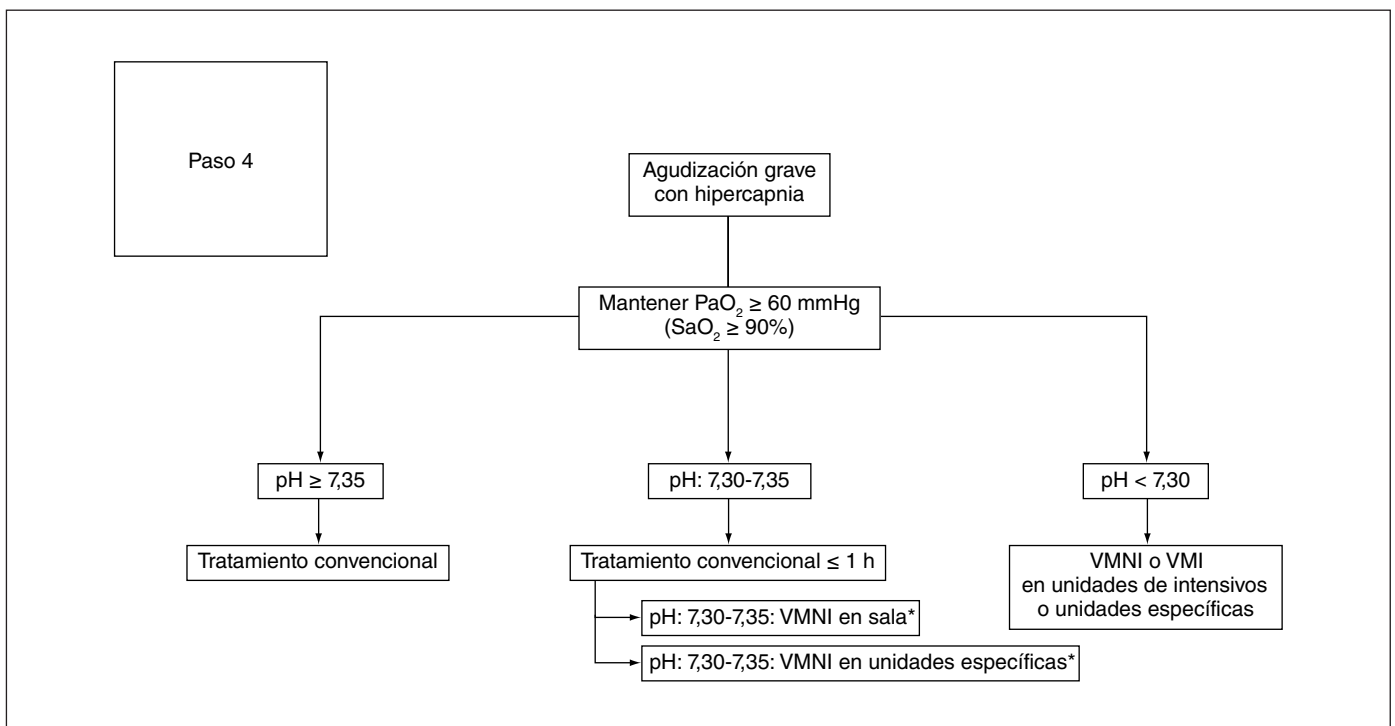 Paso 4
Agudización grave
con hipercapnia
Mantener PaO₂ ≥ 60 mmHg
(SaO₂ ≥ 90%)
pH ≥ 7,35
pH: 7,30-7,35
pH < 7,30
Tratamiento convencional
Tratamiento convencional ≤ 1 h
VMNI o VMI
en unidades de intensivos
o unidades específicas
pH: 7,30-7,35: VMNI en sala*
pH: 7,30-7,35: VMNI en unidades específicas*